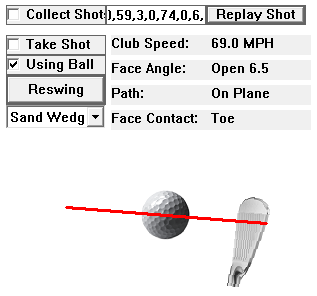 Collect Shot ),59,3,0,74,0,6, Replay Shot
Take Shot Club Speed: 69.0 MPH
Using Ball Face Angle: Open 6.5
Reswing Path: On Plane
Sand Wedg Face Contact: Toe